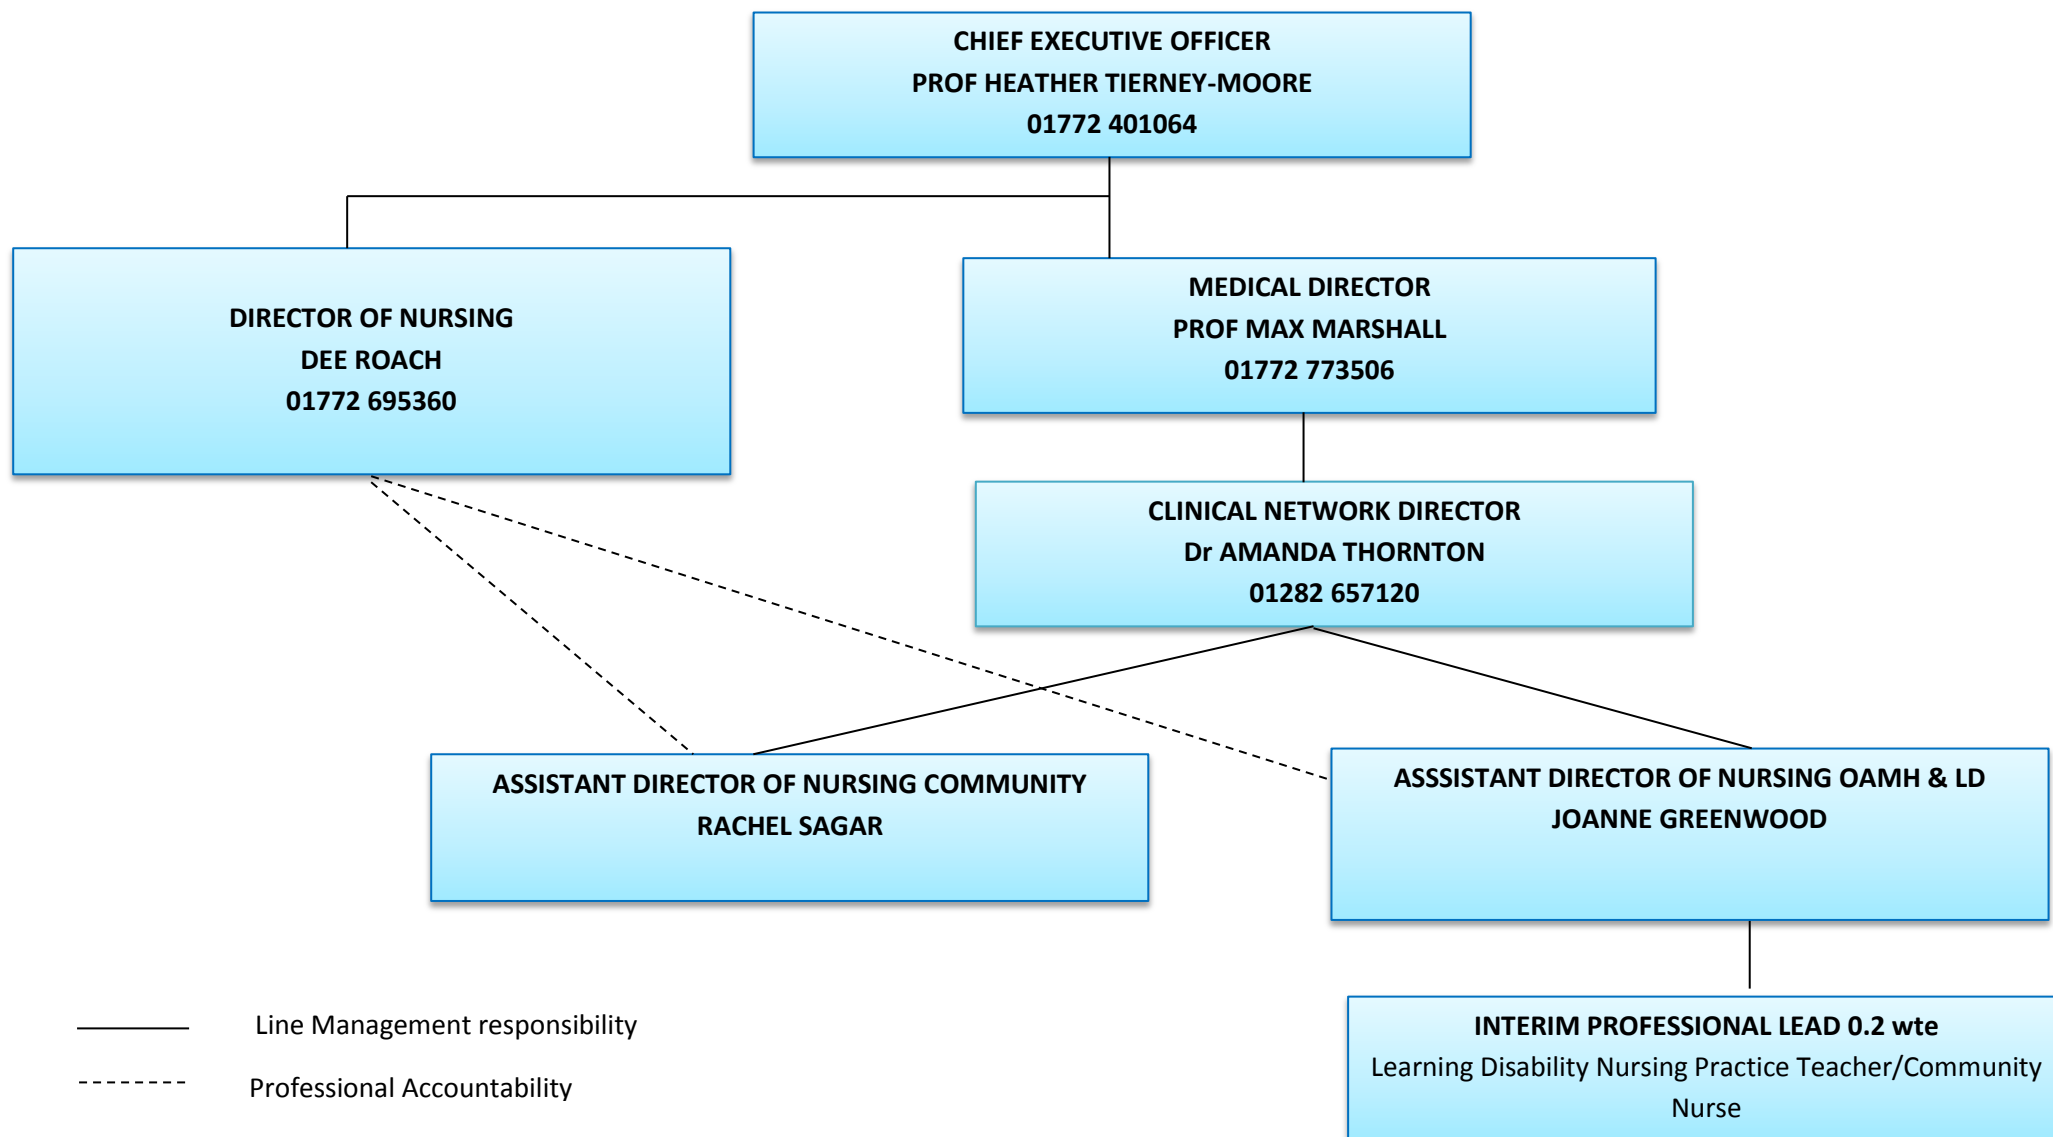 CHIEF EXECUTIVE OFFICER
PROF HEATHER TIERNEY-MOORE
01772 401064
DIRECTOR OF NURSING
DEE ROACH
01772 695360
MEDICAL DIRECTOR
PROF MAX MARSHALL
01772 773506
CLINICAL NETWORK DIRECTOR
Dr AMANDA THORNTON
01282 657120
ASSISTANT DIRECTOR OF NURSING COMMUNITY
RACHEL SAGAR
ASSSISTANT DIRECTOR OF NURSING OAMH & LD
JOANNE GREENWOOD
INTERIM PROFESSIONAL LEAD 0.2 wte
Learning Disability Nursing Practice Teacher/Community
Nurse
Line Management responsibility
Professional Accountability